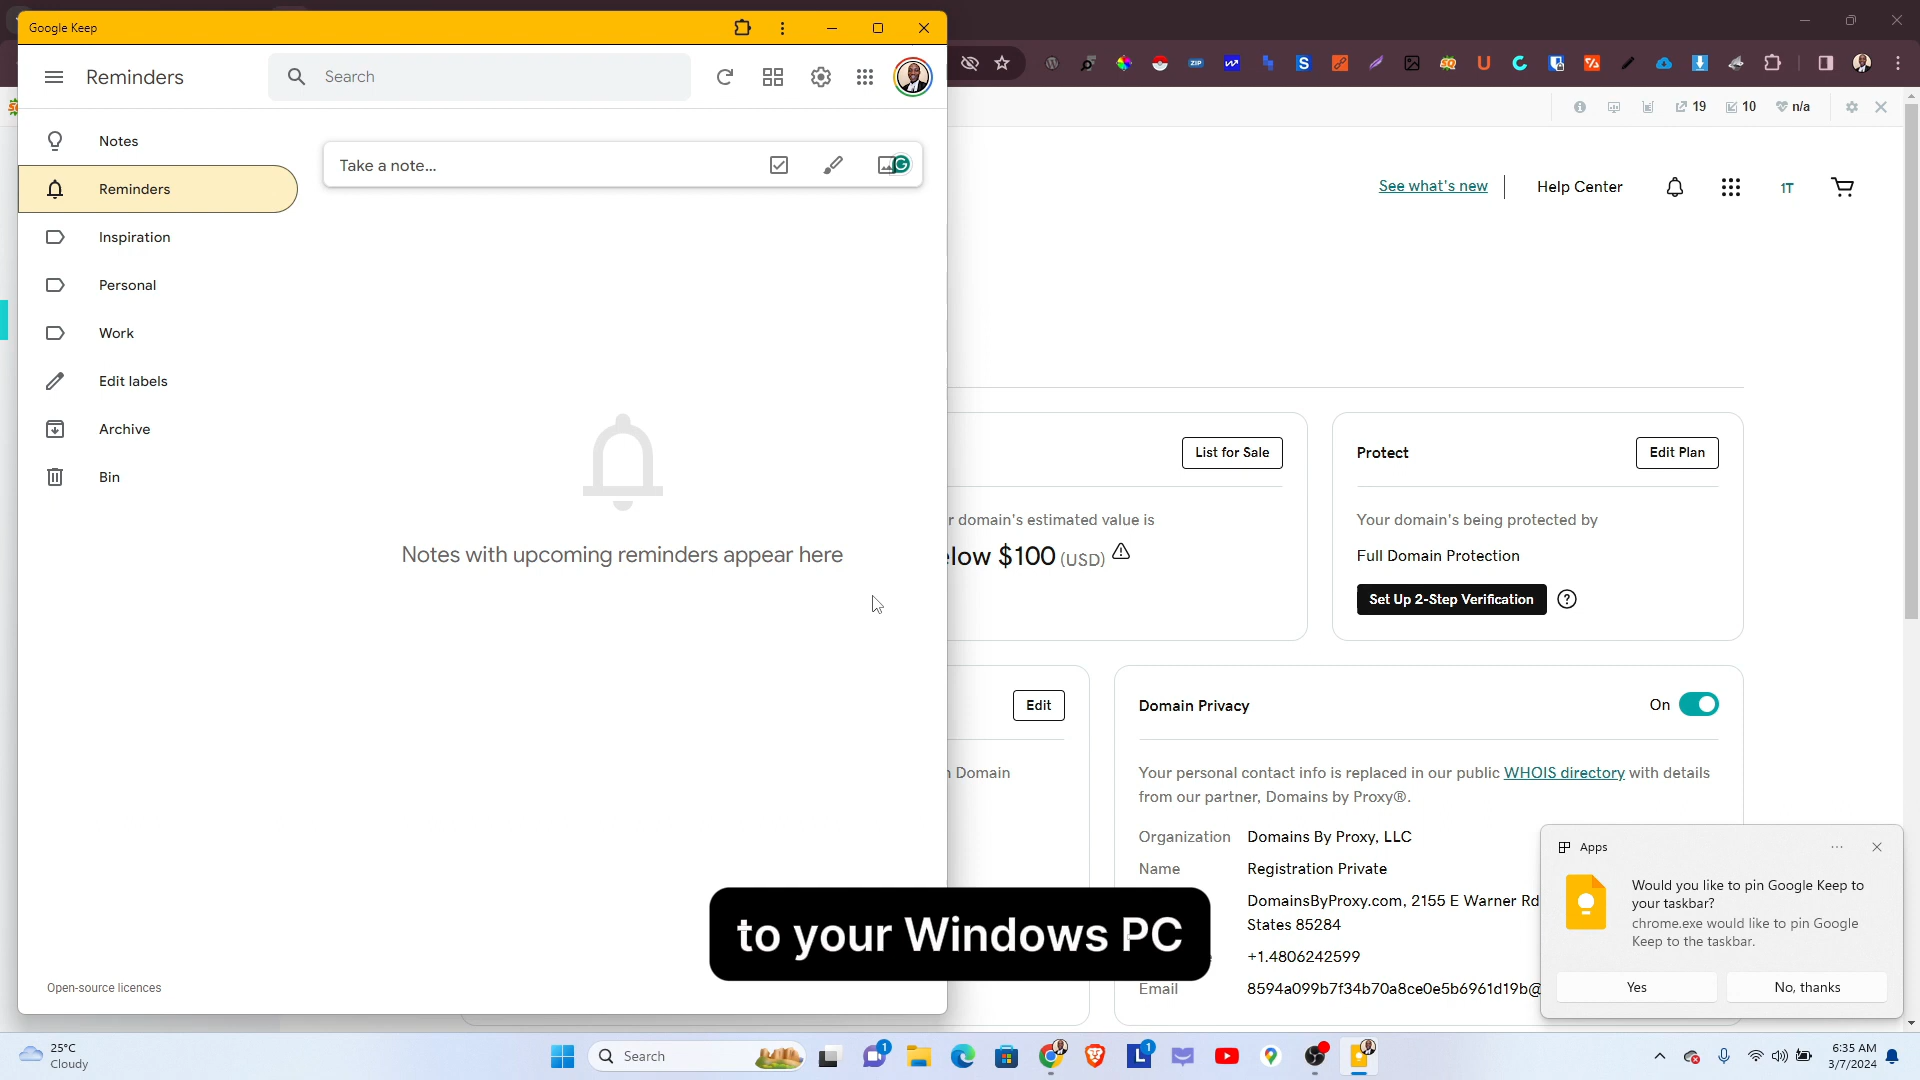 Google Keep
Reminders
Search
Notes
Reminders
Inspiration
Personal
Work
Edit labels
Archive
Bin
Take a note...
Notes with upcoming reminders appear here
Open-source licences
19
10
n/a
See what's new
Help Center
1T
List for Sale
domain's estimated value is
low $100 (USD)
Protect
Edit Plan
Your domain's being protected by
Full Domain Protection
Set Up 2-Step Verification
Edit
Domain
Domain Privacy
On
Your personal contact info is replaced in our public WHOIS directory with details
from our partner, Domains by Proxy®.
Organization Domains By Proxy, LLC
Name Registration Private
DomainsByProxy.com, 2155 E Warner Rd
States 85284
+1.4806242599
Email 8594a099b7f34b70a8ce0e5b6961d19b@
to your Windows PC
Apps
Would you like to pin Google Keep to
your taskbar?
chrome.exe would like to pin Google
Keep to the taskbar.
Yes
No, thanks
25°C
Cloudy
Search
1
1
6:35 AM
3/7/2024